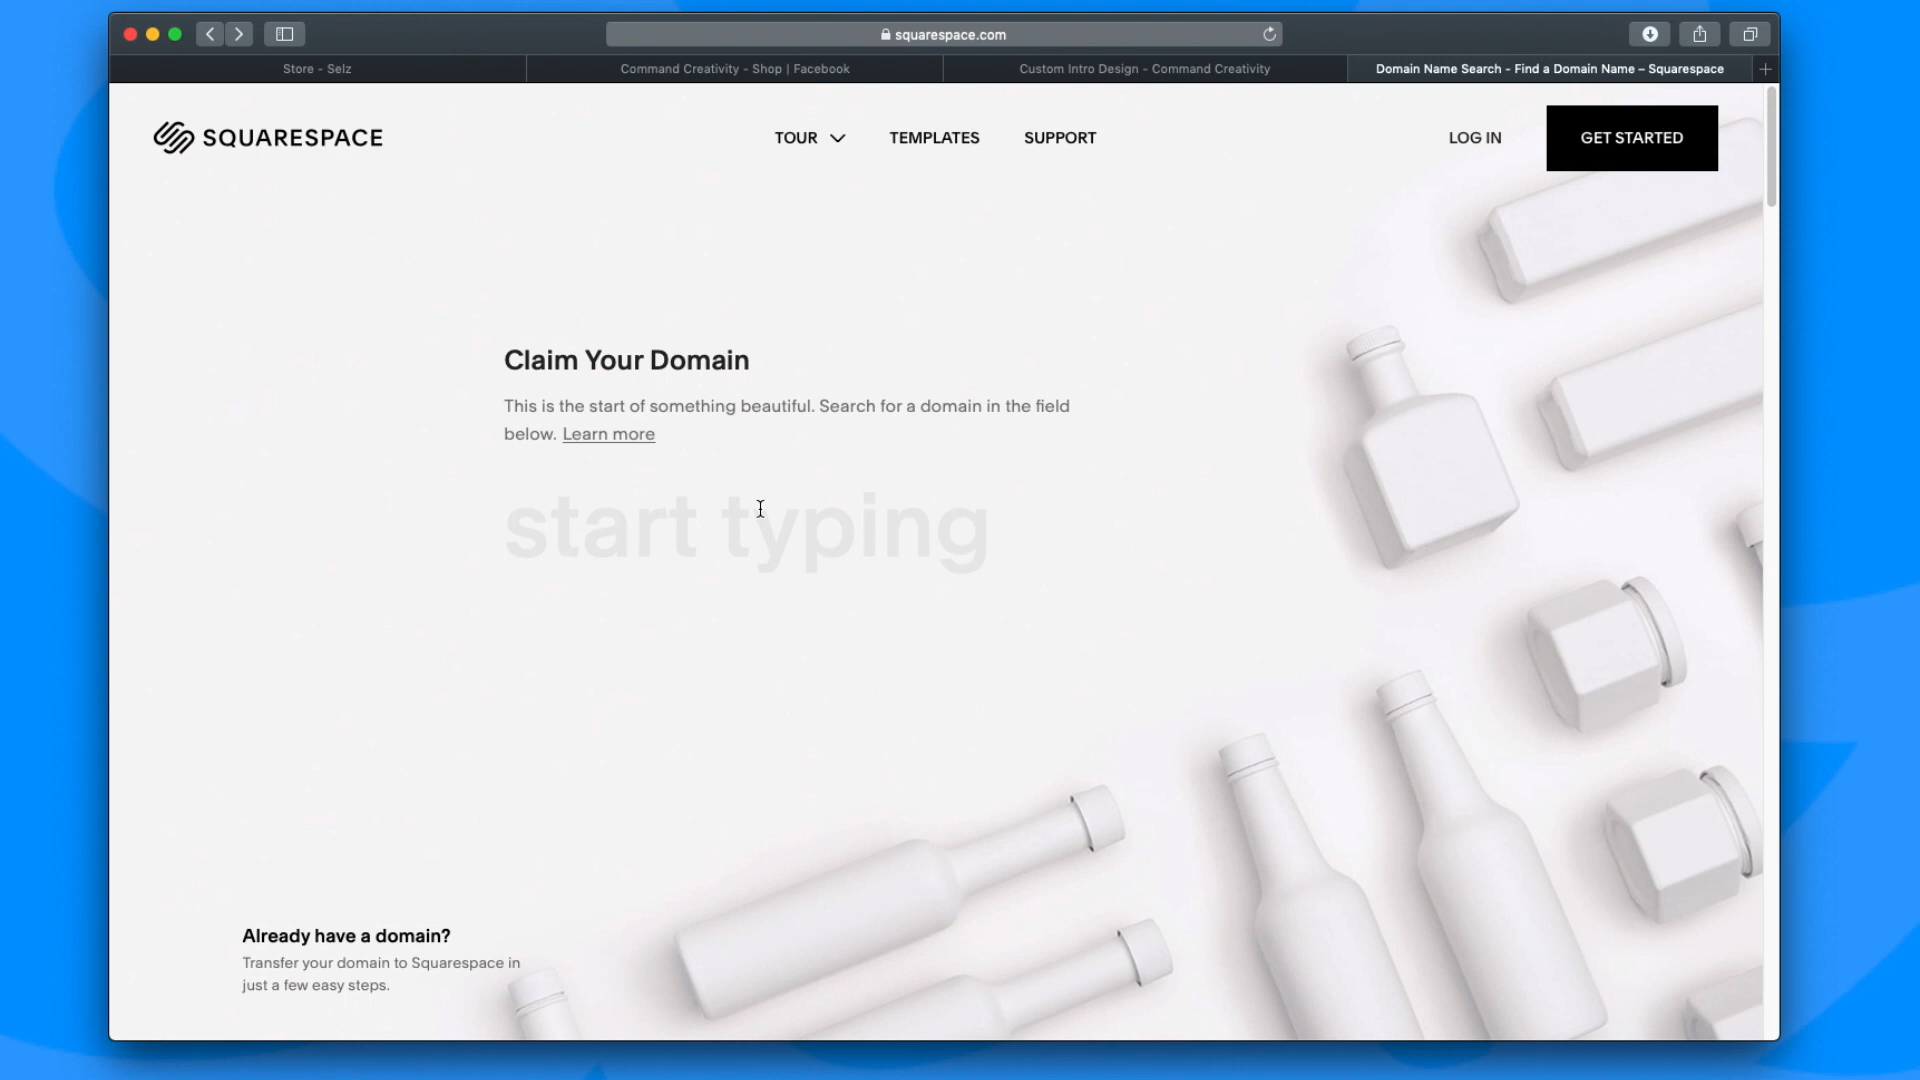 squarespace.com
Store - Selz
Command Creativity - Shop | Facebook
Custom Intro Design - Command Creativity
Domain Name Search - Find a Domain Name – Squarespace
SQUARESPACE
TOUR
TEMPLATES
SUPPORT
LOG IN
GET STARTED
Claim Your Domain
This is the start of something beautiful. Search for a domain in the field
below. Learn more
start typing
Already have a domain?
Transfer your domain to Squarespace in
just a few easy steps.